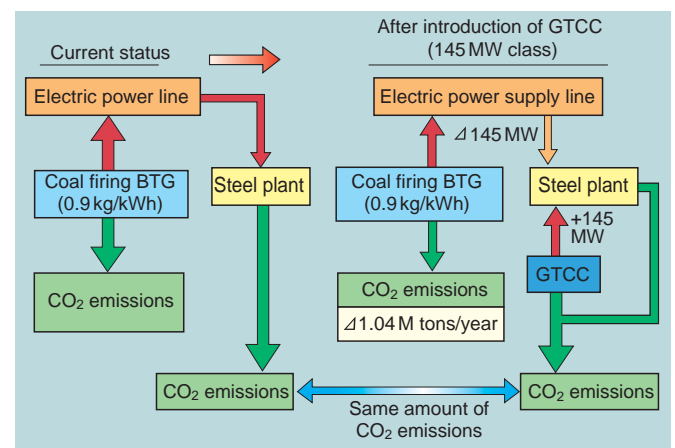 Current status
Electric power line
Coal firing BTG
(0.9 kg/kWh)
Steel plant
CO₂ emissions
CO₂ emissions
After introduction of GTCC
(145 MW class)
Electric power supply line
⊿145 MW
Coal firing BTG
(0.9 kg/kWh)
Steel plant
+145
MW
GTCC
CO₂ emissions
⊿1.04 M tons/year
CO₂ emissions
Same amount of
CO₂ emissions